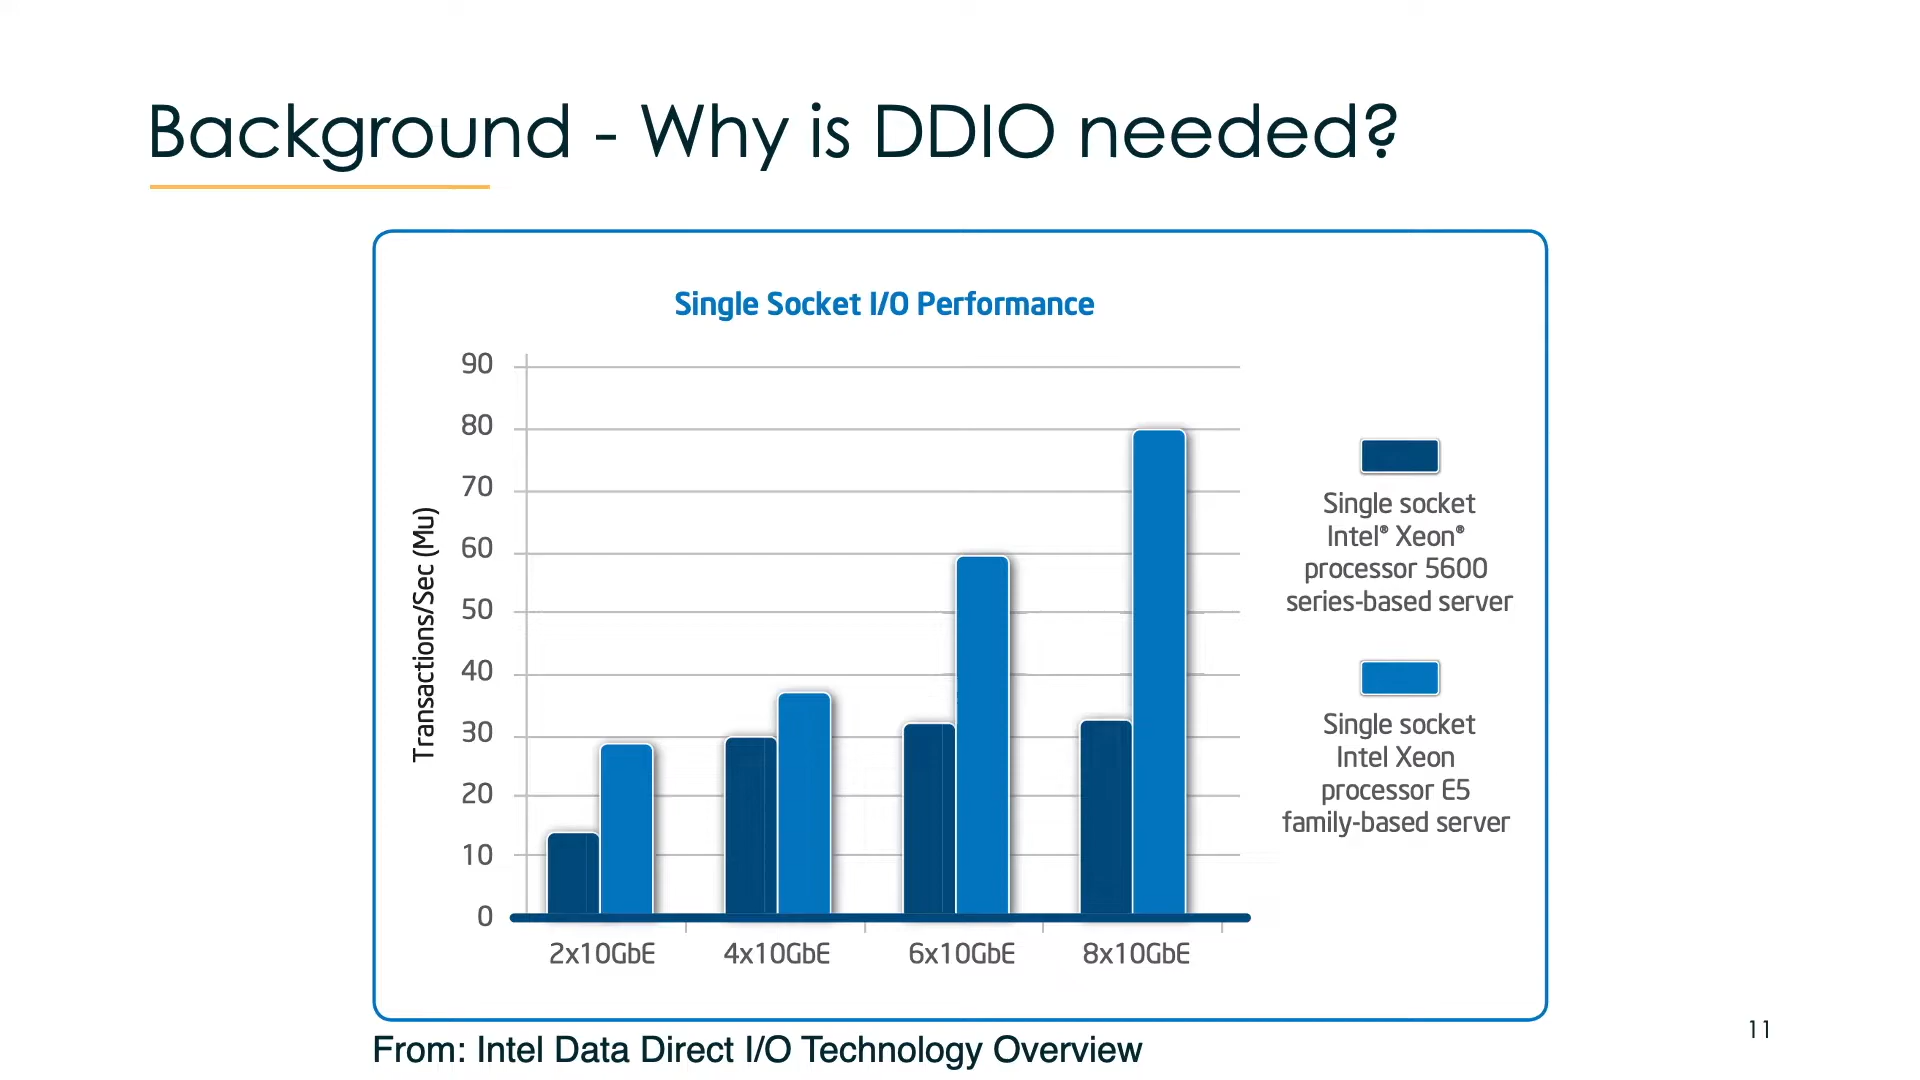 Background - Why is DDIO needed?
Single Socket I/O Performance
Transactions/Sec (Mu)
90
80
70
60
50
40
30
20
10
0
2x10GbE
4x10GbE
6x10GbE
8x10GbE
Single socket
Intel® Xeon®
processor 5600
series-based server
Single socket
Intel Xeon
processor E5
family-based server
From: Intel Data Direct I/O Technology Overview
11